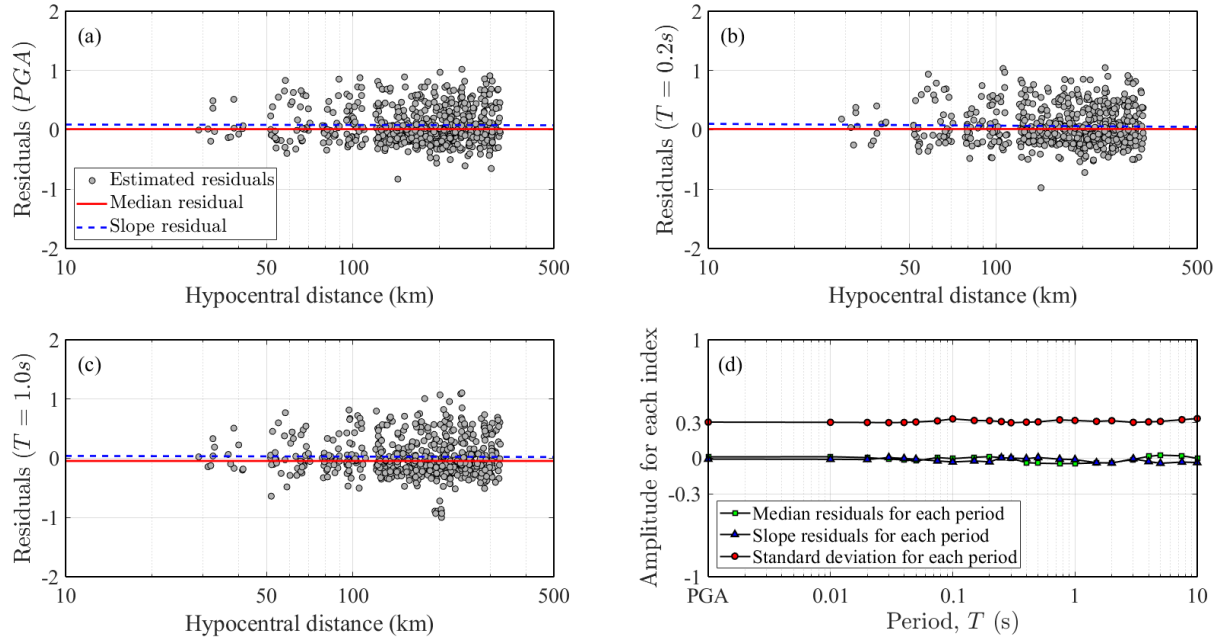 2
(a)
1
0
-1
-2
Residuals (PGA)
Estimated residuals
Median residual
Slope residual
10
50
100
500
Hypocentral distance (km)
2
(b)
1
0
-1
-2
Residuals (T = 0.2s)
10
50
100
500
Hypocentral distance (km)
2
(c)
1
0
-1
-2
Residuals (T = 1.0s)
10
50
100
500
Hypocentral distance (km)
1
(d)
0.3
0
-0.3
-1
Amplitude for each index
Median residuals for each period
Slope residuals for each period
Standard deviation for each period
PGA
0.01
0.1
1
10
Period, T (s)